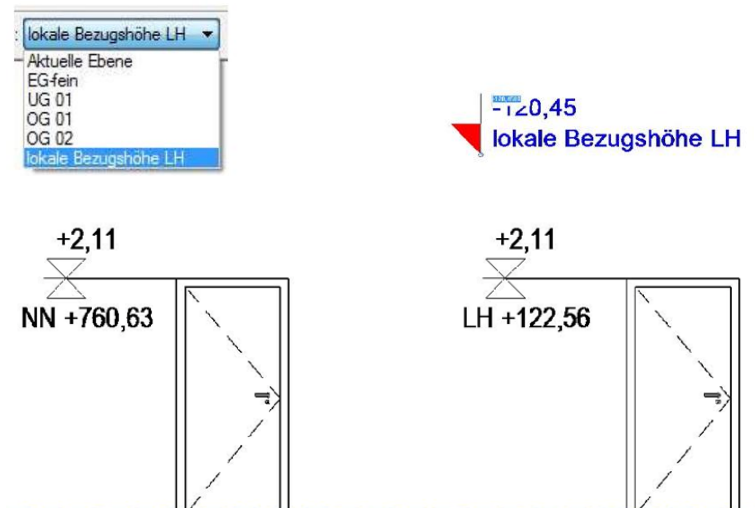 : lokale Bezugshöhe LH
Aktuelle Ebene
EG-fein
UG 01
OG 01
OG 02
lokale Bezugshöhe LH
-120,45
lokale Bezugshöhe LH
+2,11
NN +760,63
+2,11
LH +122,56